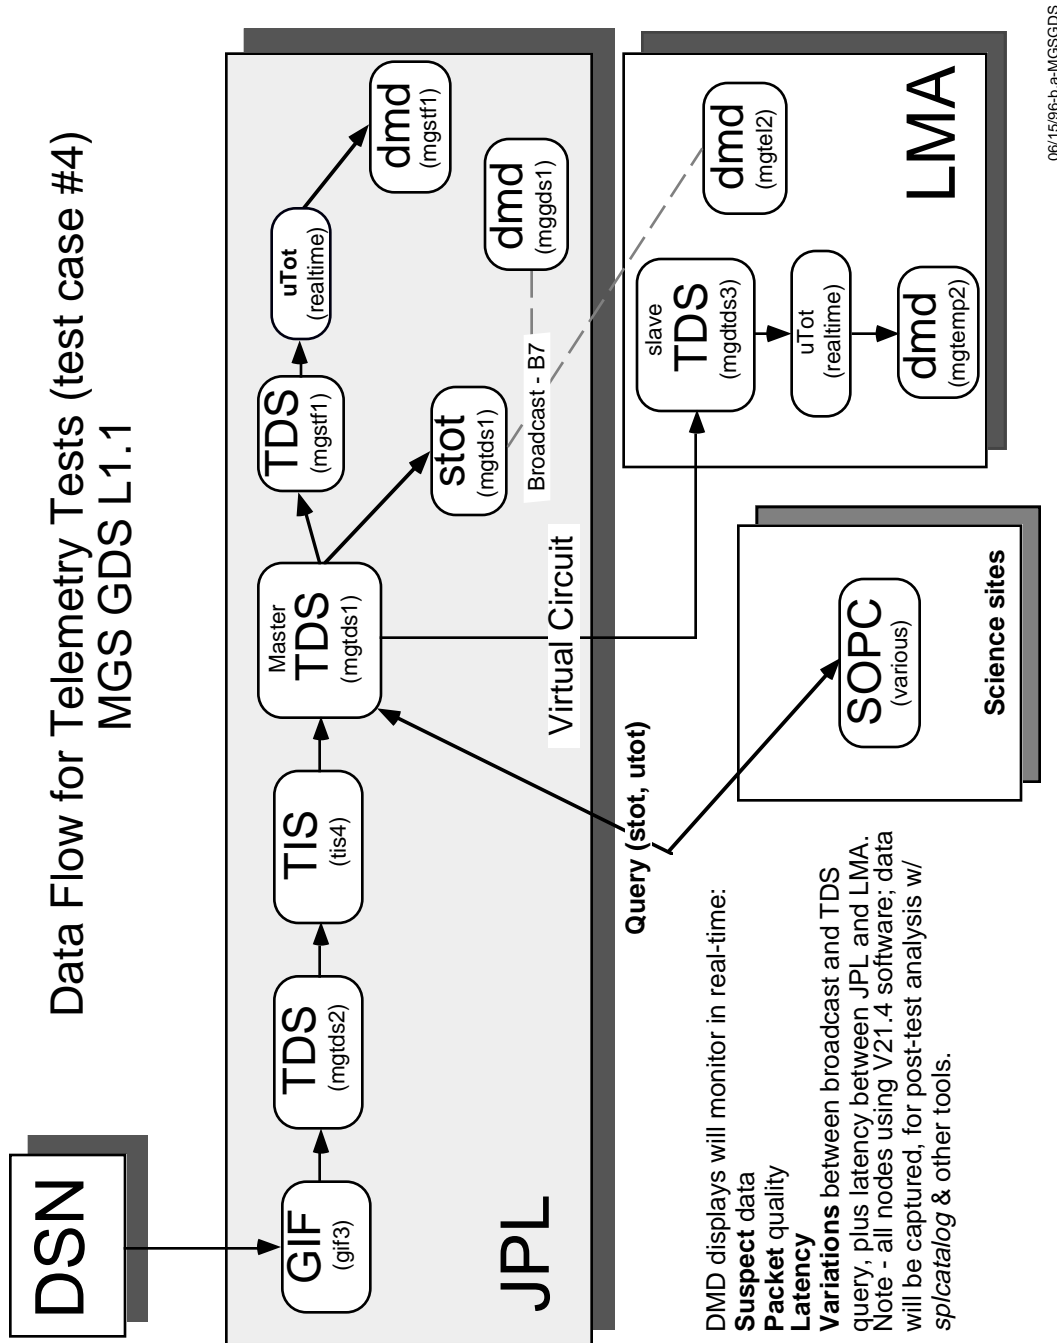 Data Flow for Telemetry Tests (test case #4)
MGS GDS L1.1
DSN
GIF
(gif3)
TDS
(mgtds2)
TIS
(tis4)
Master
TDS
(mgtds1)
TDS
(mgstf1)
uTot
(realtime)
dmd
(mgstf1)
stot
(mgtds1)
dmd
(mggds1)
Broadcast - B7
JPL
Virtual Circuit
Query (stot, utot)
slave
TDS
(mgdtds3)
uTot
(realtime)
dmd
(mgtemp2)
dmd
(mgtel2)
LMA
SOPC
(various)
Science sites
DMD displays will monitor in real-time:
Suspect data
Packet quality
Latency
Variations between broadcast and TDS
query, plus latency between JPL and LMA.
Note - all nodes using V21.4 software; data
will be captured, for post-test analysis w/
splcatalog & other tools.
06/15/96-b.a-MGSGDS